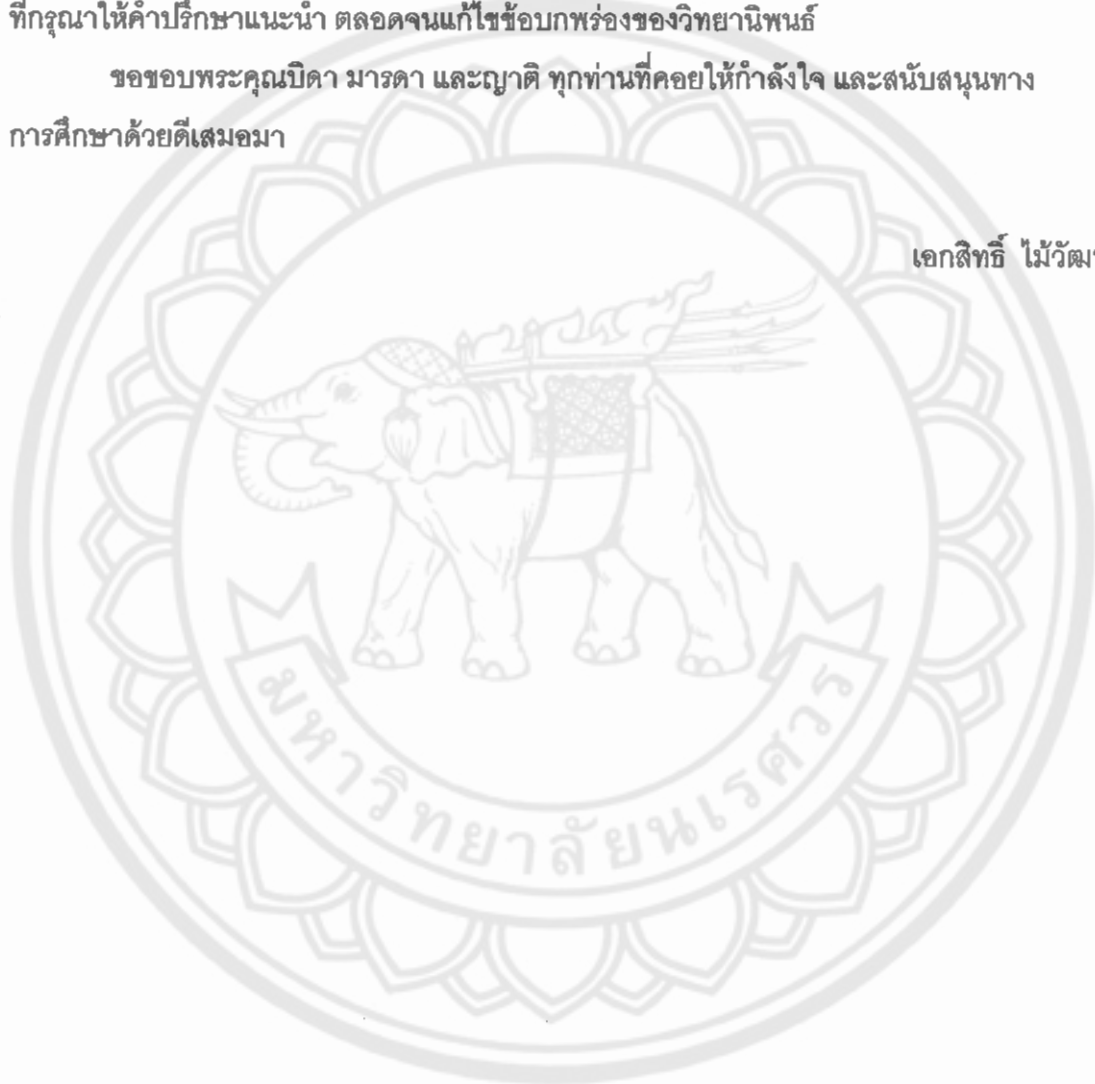 ที่กรุณาให้คำปรึกษาแนะนำ ตลอดจนแก้ไขข้อบกพร่องของวิทยานิพนธ์
ขอขอบพระคุณบิดา มารดา และญาติ ทุกท่านที่คอยให้กำลังใจ และสนับสนุนทาง
การศึกษาด้วยดีเสมอมา
เอกสิทธิ์ ไม้วัฒ
มหาวิทยาลัยนเรศวร